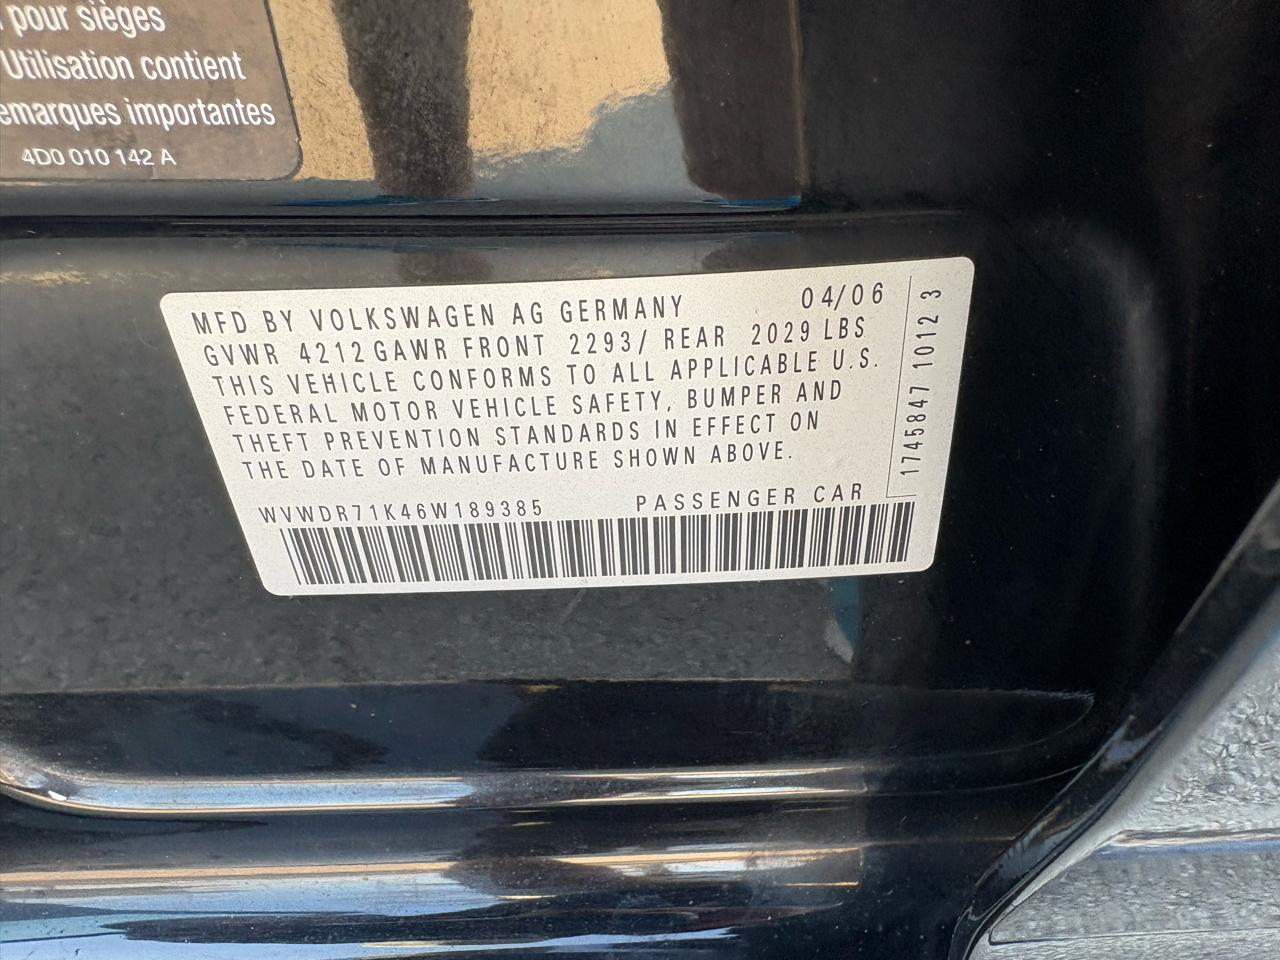 pour sièges
Utilisation contient
emarques importantes
4D0 010 142 A
MFD BY VOLKSWAGEN AG GERMANY 04/06
GVWR 4212 GAWR FRONT 2293/ REAR 2029 LBS
THIS VEHICLE CONFORMS TO ALL APPLICABLE U.S.
FEDERAL MOTOR VEHICLE SAFETY, BUMPER AND
THEFT PREVENTION STANDARDS IN EFFECT ON
THE DATE OF MANUFACTURE SHOWN ABOVE.
WVWDR71K46W189385 PASSENGER CAR
1745847 1012 3